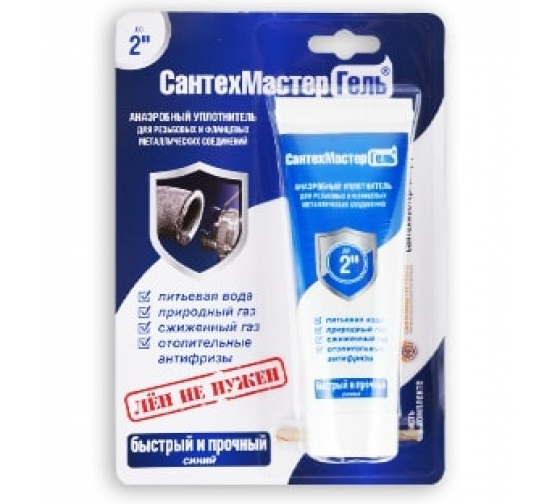 до
2"
СантехМастер Гель®
АНАЭРОБНЫЙ УПЛОТНИТЕЛЬ
ДЛЯ РЕЗЬБОВЫХ И ФЛАНЦЕВЫХ
МЕТАЛЛИЧЕСКИХ СОЕДИНЕНИЙ
питьевая вода
природный газ
сжиженный газ
отопительные
антифризы
ЛЁН НЕ НУЖЕН
быстрый и прочный
синий
СантехМастер Гель
АНАЭРОБНЫЙ УПЛОТНИТЕЛЬ
ДЛЯ РЕЗЬБОВЫХ И ФЛАНЦЕВЫХ
МЕТАЛЛИЧЕСКИХ СОЕДИНЕНИЙ
ДО
2"
питьевая вода
природный газ
сжиженный газ
отопительные
антифризы
быстрый и прочный
синий